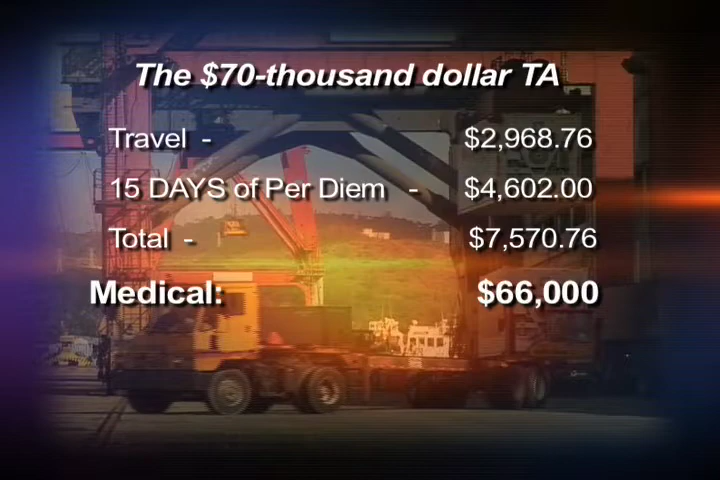 The $70-thousand dollar TA
Travel - $2,968.76
15 DAYS of Per Diem - $4,602.00
Total - $7,570.76
Medical: $66,000